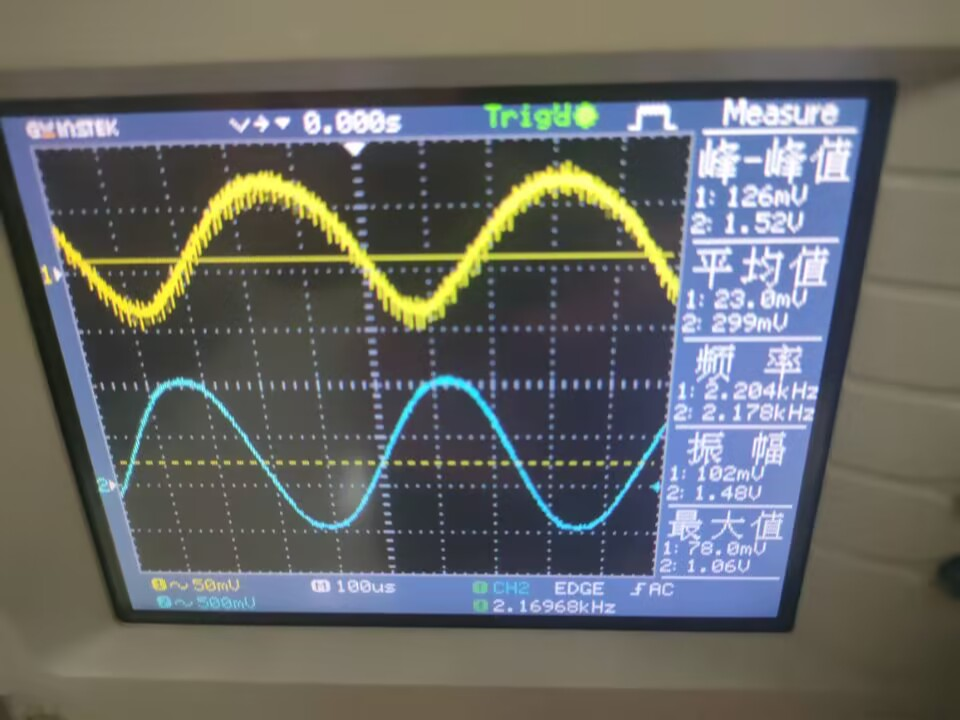 GW INSTEK
0.000s
Trig'd
Measure
峰-峰值
1: 126mV
2: 1.52V
平均值
1: 23.0mV
2: 299mV
频 率
1: 2.204kHz
2: 2.178kHz
振 幅
1: 102mV
2: 1.48V
最大值
1: 78.0mV
2: 1.06V
1
2
1 ~ 50mV
M 100us
CH2 EDGE AC
2 ~ 500mV
2.16968kHz